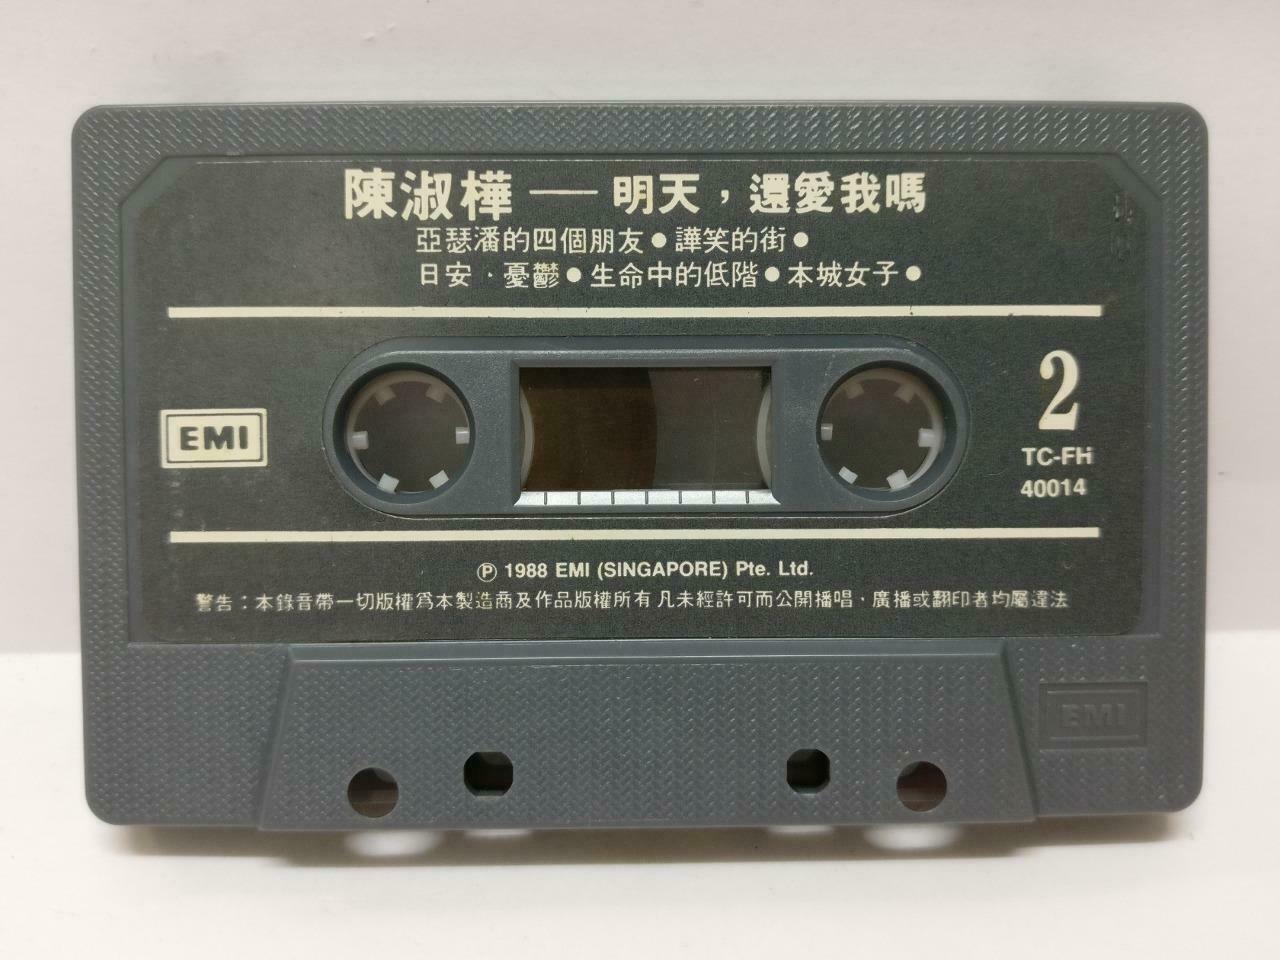 陳淑樺 — 明天，還愛我嗎
亞瑟潘的四個朋友●譁笑的街●
日安．憂鬱●生命中的低階●本城女子●
2
EMI
TC-FH
40014
Ⓟ 1988 EMI (SINGAPORE) Pte. Ltd.
警告：本錄音帶一切版權爲本製造商及作品版權所有 凡未經許可而公開播唱．廣播或翻印者均屬違法
EMI